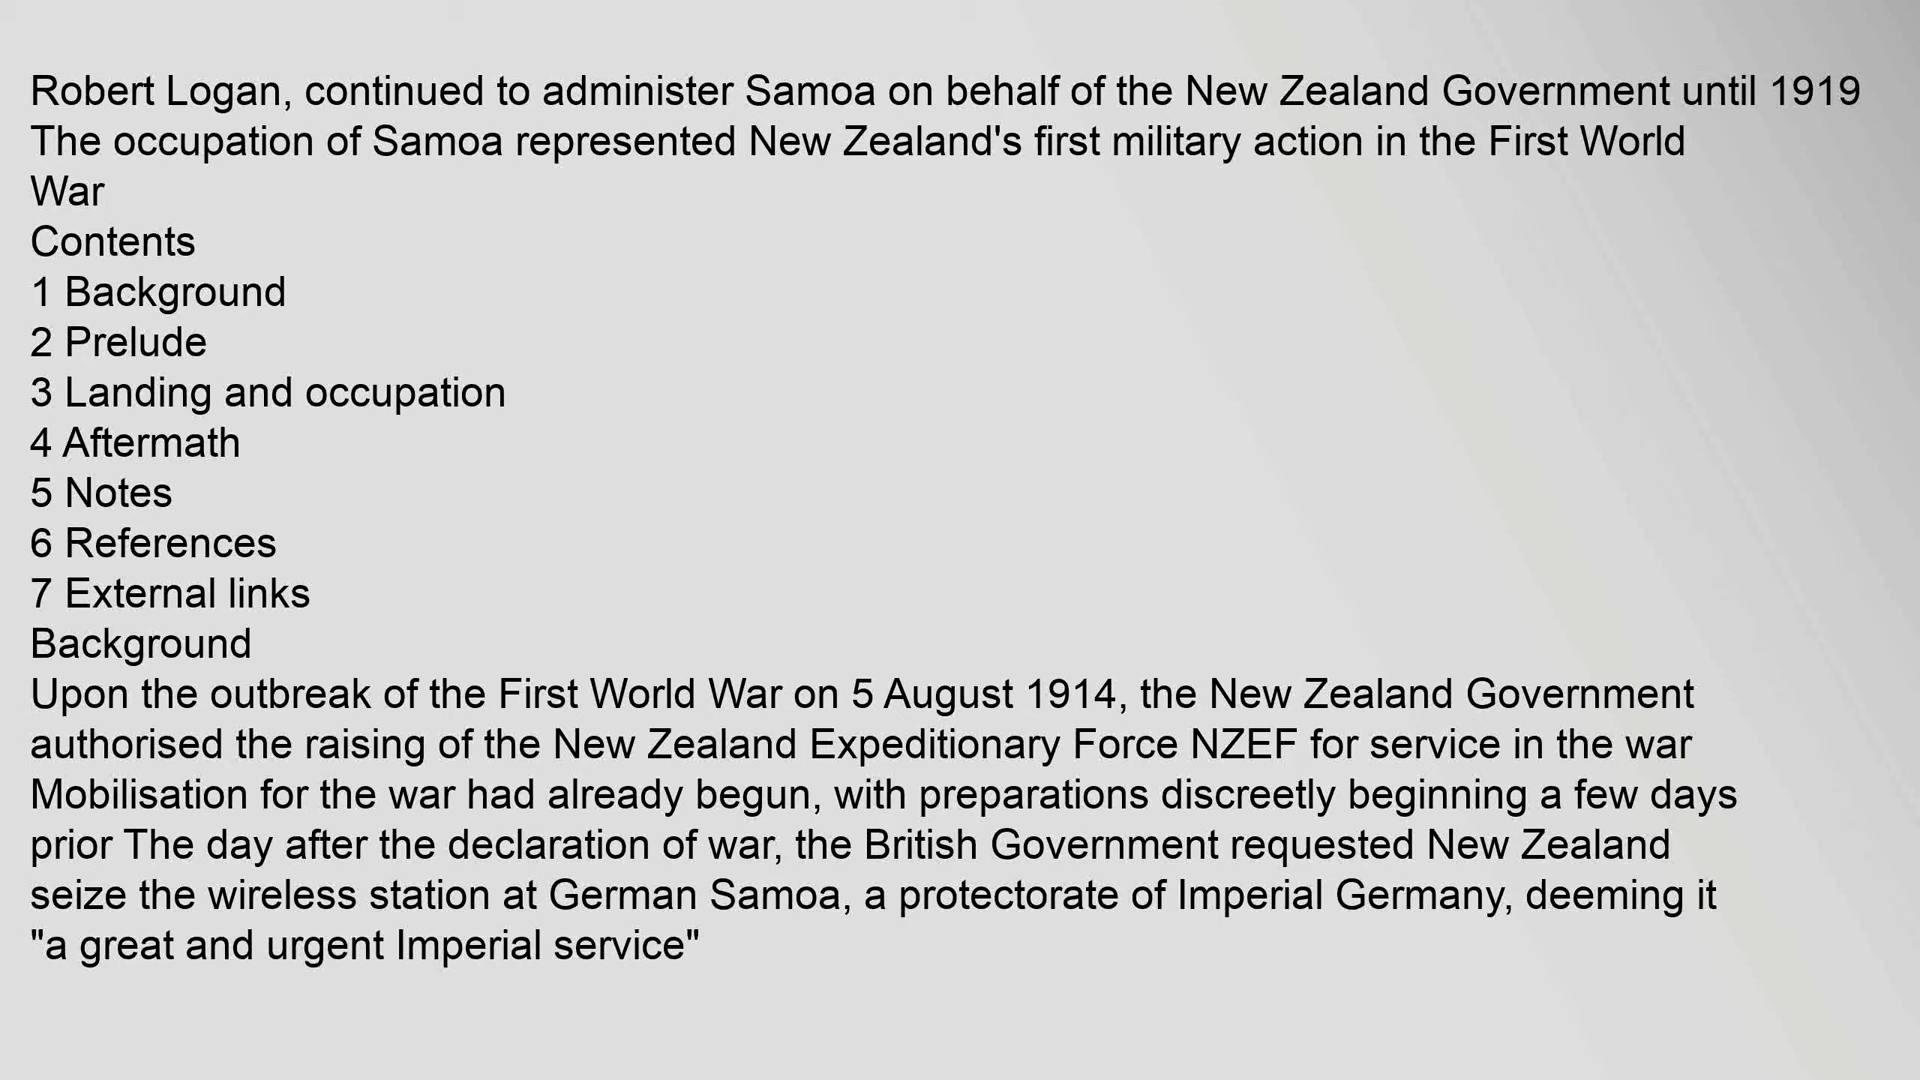 Robert Logan, continued to administer Samoa on behalf of the New Zealand Government until 1919
The occupation of Samoa represented New Zealand's first military action in the First World
War
Contents
1 Background
2 Prelude
3 Landing and occupation
4 Aftermath
5 Notes
6 References
7 External links
Background
Upon the outbreak of the First World War on 5 August 1914, the New Zealand Government
authorised the raising of the New Zealand Expeditionary Force NZEF for service in the war
Mobilisation for the war had already begun, with preparations discreetly beginning a few days
prior The day after the declaration of war, the British Government requested New Zealand
seize the wireless station at German Samoa, a protectorate of Imperial Germany, deeming it
"a great and urgent Imperial service"